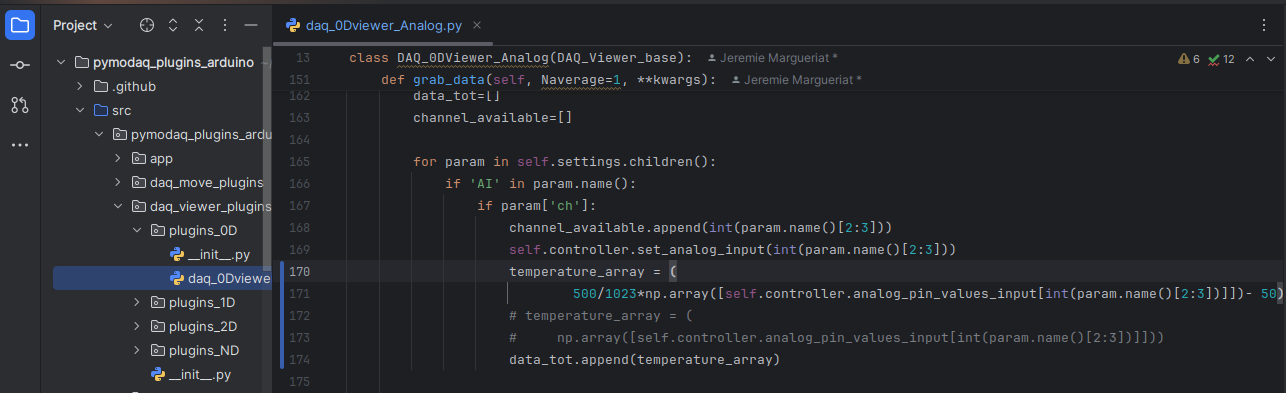 Project
daq_0Dviewer_Analog.py
13 class DAQ_0DViewer_Analog(DAQ_Viewer_base): Jeremie Margueriat *
6 12
151 def grab_data(self, Naverage=1, **kwargs): Jeremie Margueriat *
162 data_tot=[]
163 channel_available=[]
164
165 for param in self.settings.children():
166 if 'AI' in param.name():
167 if param['ch']:
168 channel_available.append(int(param.name()[2:3]))
169 self.controller.set_analog_input(int(param.name()[2:3]))
170 temperature_array = (
171 500/1023*np.array([self.controller.analog_pin_values_input[int(param.name()[2:3])]])- 50)
172 # temperature_array = (
173 # np.array([self.controller.analog_pin_values_input[int(param.name()[2:3])]]))
174 data_tot.append(temperature_array)
175
pymodaq_plugins_arduino
.github
src
pymodaq_plugins_ardu
app
daq_move_plugins
daq_viewer_plugins
plugins_0D
__init__.py
daq_0Dviewe
plugins_1D
plugins_2D
plugins_ND
__init__.py